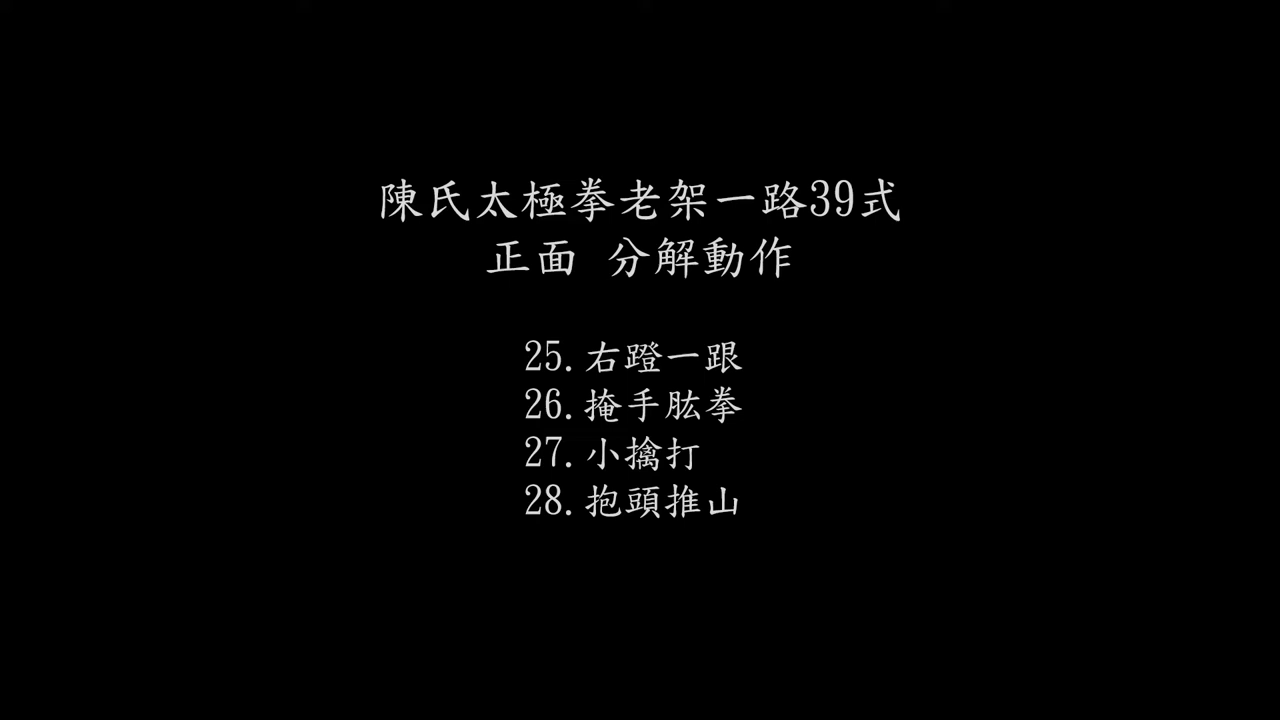 陳氏太極拳老架一路39式
正面 分解動作
25.右蹬一跟
26.掩手肱拳
27.小擒打
28.抱頭推山